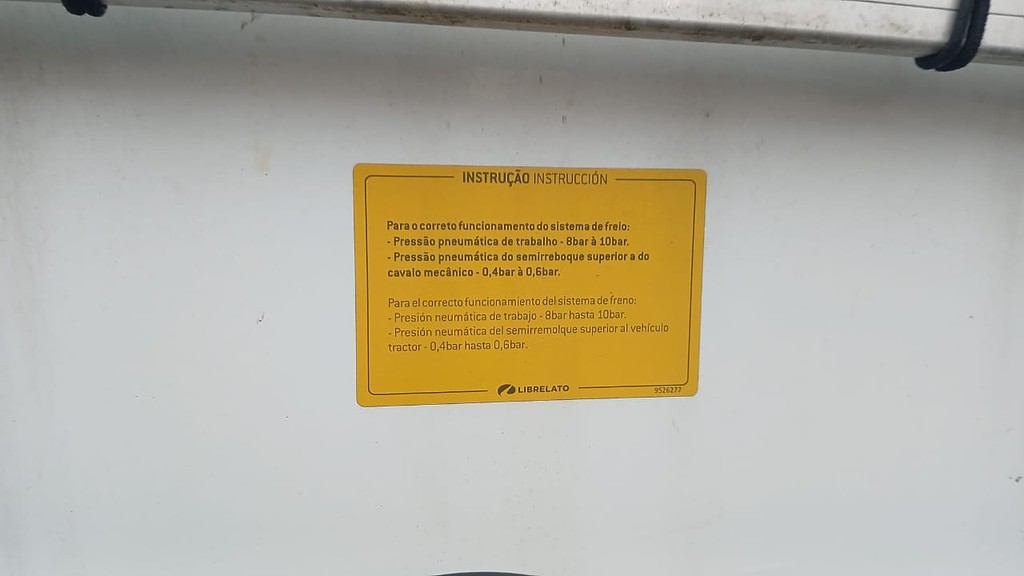 INSTRUÇÃO INSTRUCCIÓN
Para o correto funcionamento do sistema de freio:
- Pressão pneumática de trabalho - 8bar à 10bar.
- Pressão pneumática do semirreboque superior a do
cavalo mecânico - 0,4bar à 0,6bar.
Para el correcto funcionamiento del sistema de freno:
- Presión neumática de trabajo - 8bar hasta 10bar.
- Presión neumática del semirremolque superior al vehículo
tractor - 0,4bar hasta 0,6bar.
LIBRELATO
9526277